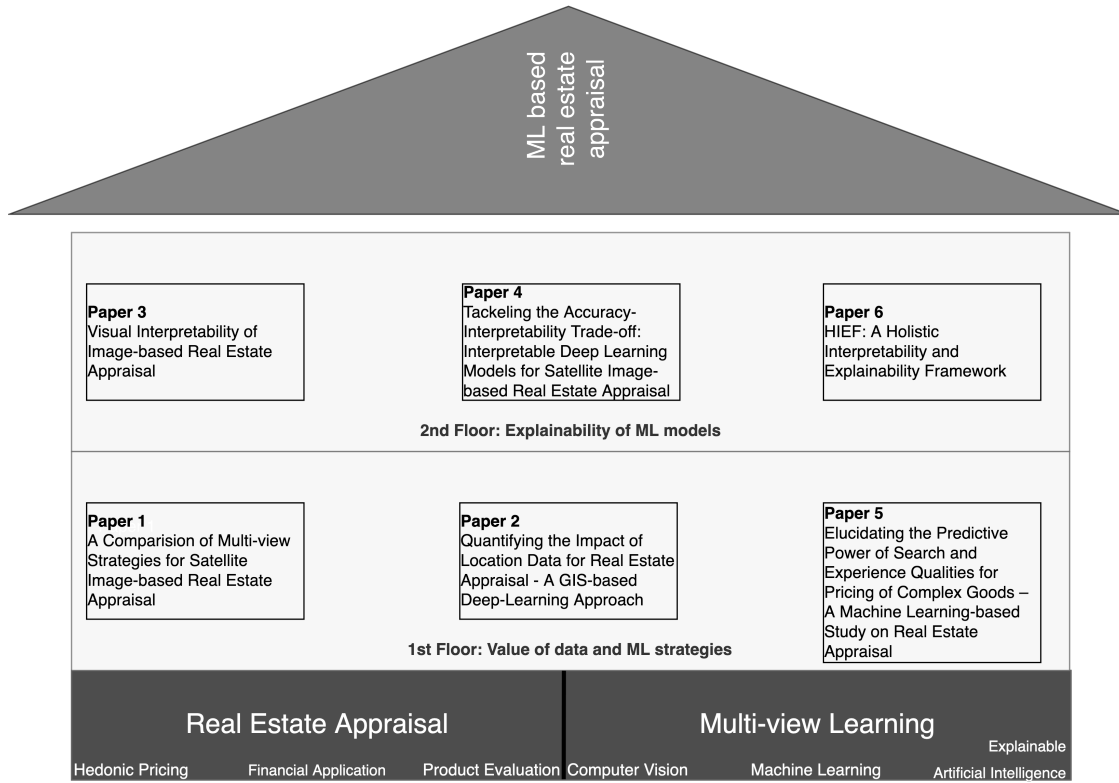 ML based
real estate
appraisal
Paper 3
Visual Interpretability of
Image-based Real Estate
Appraisal
Paper 4
Tackeling the Accuracy-
Interpretability Trade-off:
Interpretable Deep Learning
Models for Satellite Image-
based Real Estate Appraisal
Paper 6
HIEF: A Holistic
Interpretability and
Explainability Framework
2nd Floor: Explainability of ML models
Paper 1
A Comparision of Multi-view
Strategies for Satellite
Image-based Real Estate
Appraisal
Paper 2
Quantifying the Impact of
Location Data for Real Estate
Appraisal - A GIS-based
Deep-Learning Approach
Paper 5
Elucidating the Predictive
Power of Search and
Experience Qualities for
Pricing of Complex Goods –
A Machine Learning-based
Study on Real Estate
Appraisal
1st Floor: Value of data and ML strategies
Real Estate Appraisal
Hedonic Pricing
Financial Application
Product Evaluation
Multi-view Learning
Computer Vision
Machine Learning
Explainable
Artificial Intelligence